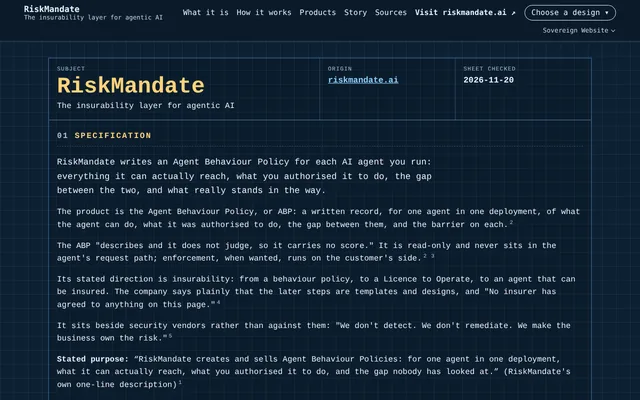 RiskMandate
The insurability layer for agentic AI
What it is How it works Products Story Sources Visit riskmandate.ai ↗ Choose a design ▾
Sovereign Website
SUBJECT
RiskMandate
The insurability layer for agentic AI
ORIGIN
riskmandate.ai
SHEET CHECKED
2026-11-20
01 SPECIFICATION
RiskMandate writes an Agent Behaviour Policy for each AI agent you run:
everything it can actually reach, what you authorised it to do, the gap
between the two, and what really stands in the way.
The product is the Agent Behaviour Policy, or ABP: a written record, for one agent in one deployment, of what
the agent can do, what it was authorised to do, the gap between them, and the barrier on each. 2
The ABP "describes and it does not judge, so it carries no score." It is read-only and never sits in the
agent's request path; enforcement, when wanted, runs on the customer's side. 2 3
Its stated direction is insurability: from a behaviour policy, to a Licence to Operate, to an agent that can
be insured. The company says plainly that the later steps are templates and designs, and "No insurer has
agreed to anything on this page." 4
It sits beside security vendors rather than against them: "We don't detect. We don't remediate. We make the
business own the risk." 5
Stated purpose: “RiskMandate creates and sells Agent Behaviour Policies: for one agent in one deployment,
what it can actually reach, what you authorised it to do, and the gap nobody has looked at.” (RiskMandate's
own one-line description) 1